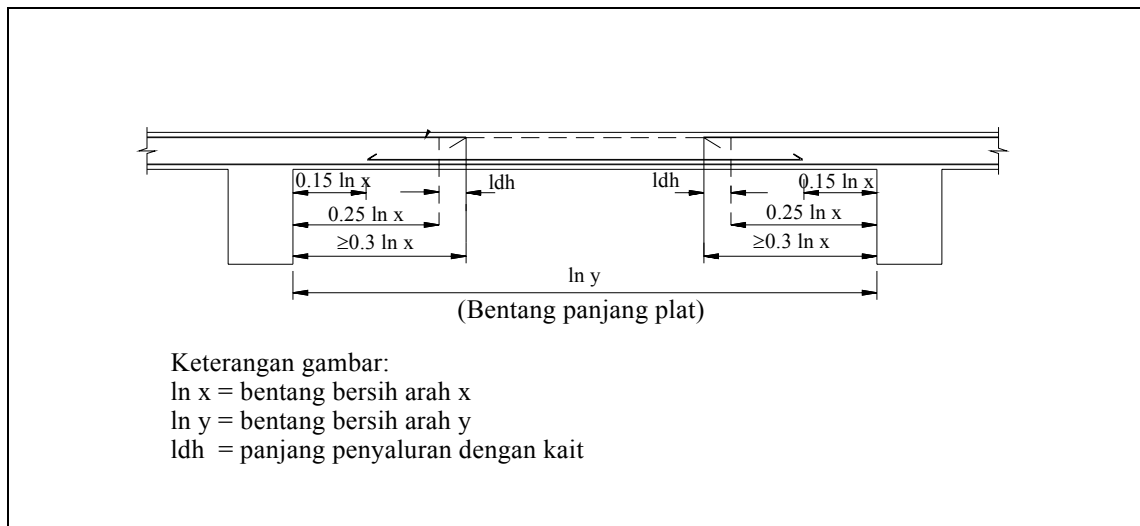 ldh ldh
0.15 ln x 0.15 ln x
0.25 ln x 0.25 ln x
≥0.3 ln x ≥0.3 ln x
ln y
(Bentang panjang plat)
Keterangan gambar:
ln x = bentang bersih arah x
ln y = bentang bersih arah y
ldh = panjang penyaluran dengan kait